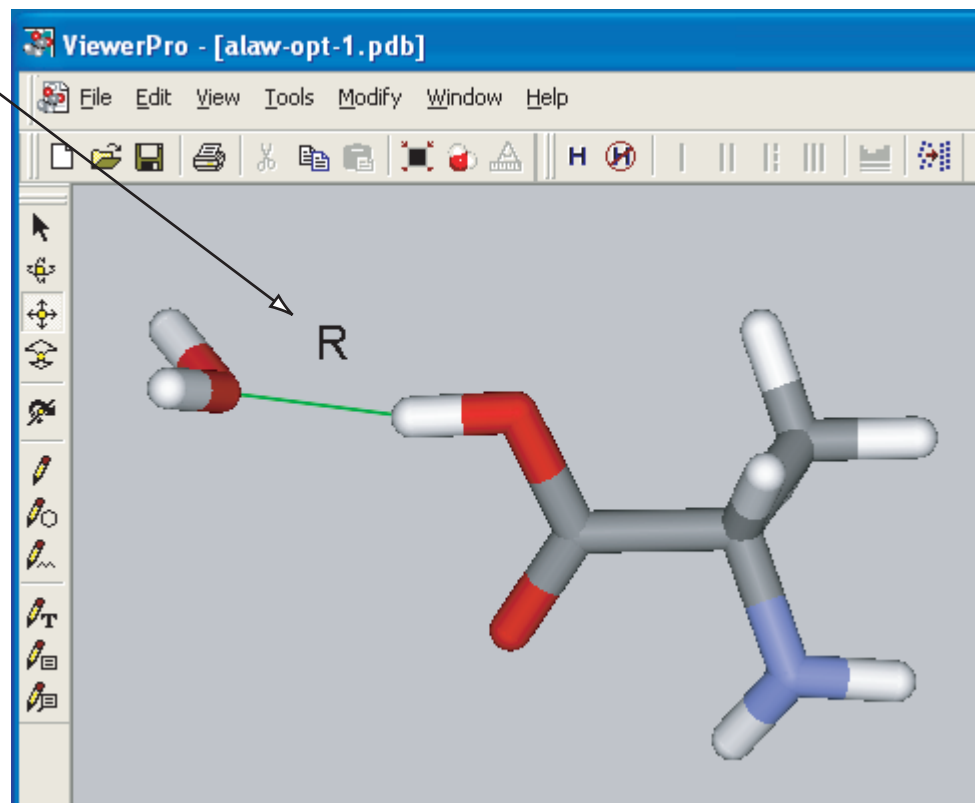 ViewerPro - [alaw-opt-1.pdb]
File Edit View Tools Modify Window Help
H H
R
T